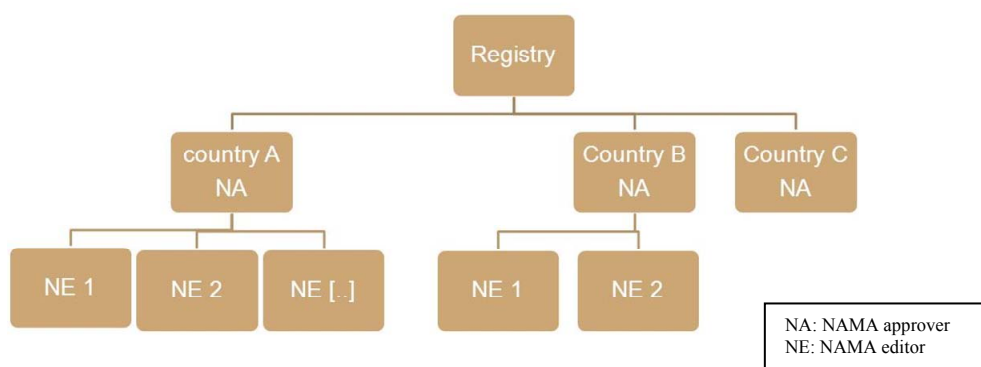 Registry
country A
NA
Country B
NA
Country C
NA
NE 1
NE 2
NE [..]
NE 1
NE 2
NA: NAMA approver
NE: NAMA editor